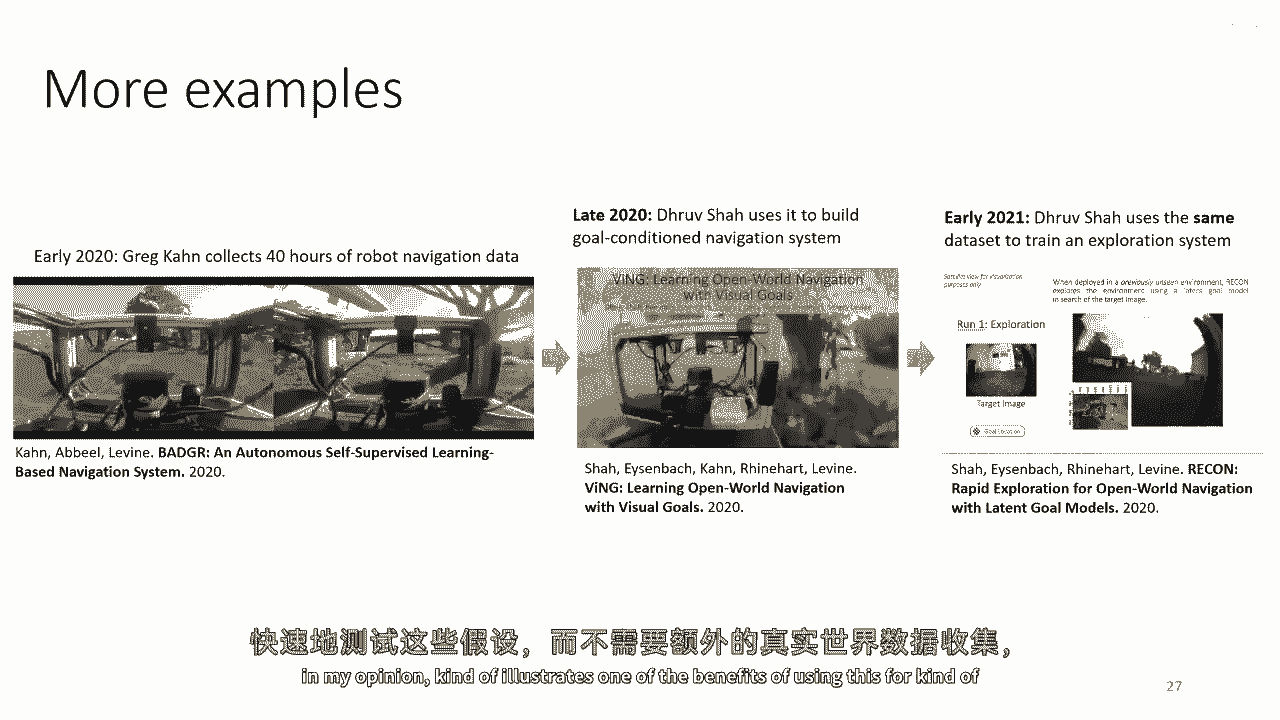 More examples
Early 2020: Greg Kahn collects 40 hours of robot navigation data
Kahn, Abbeel, Levine. BADGR: An Autonomous Self-Supervised Learning-
Based Navigation System. 2020.
Late 2020: Dhruv Shah uses it to build
goal-conditioned navigation system
ViNG: Learning Open-World Navigation
with Visual Goals
Shah, Eysenbach, Kahn, Rhinehart, Levine.
ViNG: Learning Open-World Navigation
with Visual Goals. 2020.
Early 2021: Dhruv Shah uses the same
dataset to train an exploration system
Satellite view for visualization
purposes only
When deployed in a previously unseen environment, RECON
explores the environment using a latent goal model
in search of the target image.
Run 1: Exploration
Target Image
Goal Location
Shah, Eysenbach, Rhinehart, Levine. RECON:
Rapid Exploration for Open-World Navigation
with Latent Goal Models. 2020.
快速地测试这些假设，而不需要额外的真实世界数据收集，
in my opinion, kind of illustrates one of the benefits of using this for kind of
27